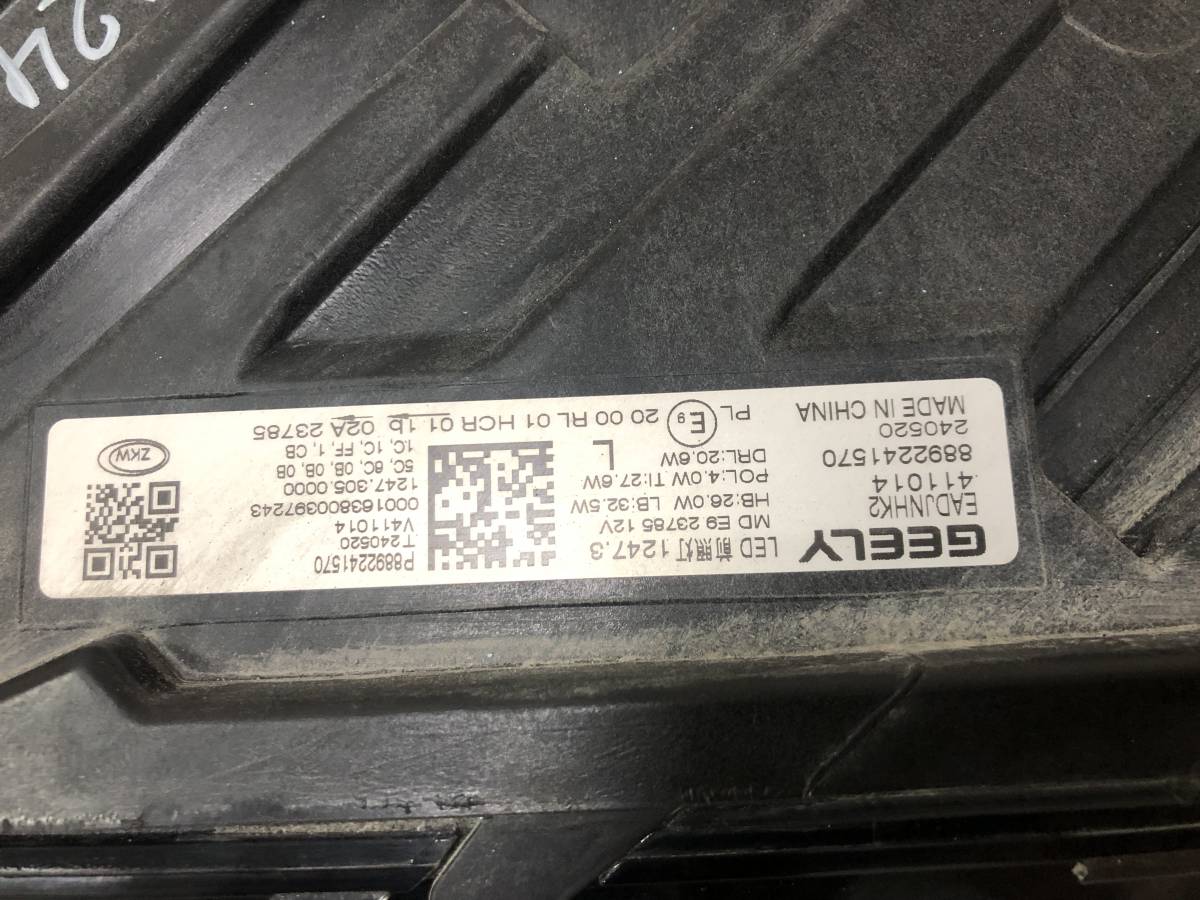 GEELY
EADJNHK2
411014
8892241570
240520
MADE IN CHINA
LED 前照灯 1247.3
MD E9 23785 12V
HB:28.0W LB:32.5W
POL:4.0W TI:27.6W
DRL:20.6W
L
PL E9 20 00 RL 01 HCR 01 1b 02A 23785
P8892241570
T240520
V411014
000163800397243
1247.305.0000
5C, 6C, 0B, 0B, 0B
1C, 1C, FF, 1, CB
ZKW
24